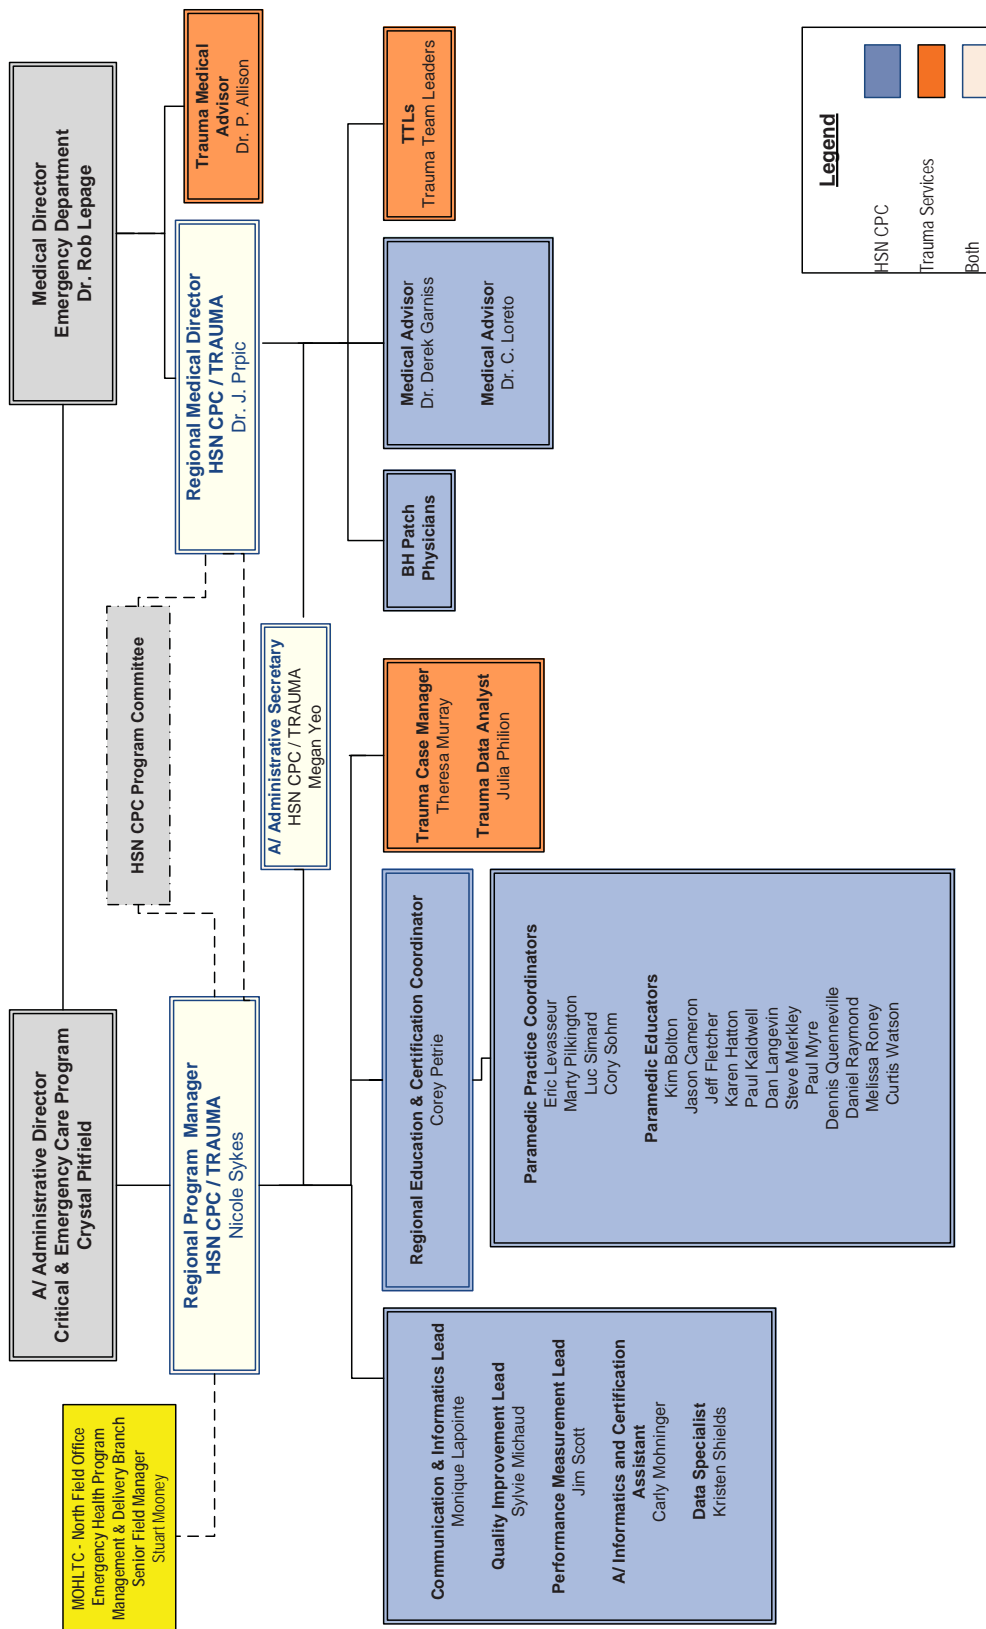 MOHLTC - North Field Office
Emergency Health Program
Management & Delivery Branch
Senior Field Manager
Stuart Mooney
A/ Administrative Director
Critical & Emergency Care Program
Crystal Pitfield
Medical Director
Emergency Department
Dr. Rob Lepage
HSN CPC Program Committee
Regional Program Manager
HSN CPC / TRAUMA
Nicole Sykes
Regional Medical Director
HSN CPC / TRAUMA
Dr. J. Prpic
Trauma Medical
Advisor
Dr. P. Allison
A/ Administrative Secretary
HSN CPC / TRAUMA
Megan Yeo
Communication & Informatics Lead
Monique Lapointe
Quality Improvement Lead
Sylvie Michaud
Performance Measurement Lead
Jim Scott
A/ Informatics and Certification
Assistant
Carly Mohninger
Data Specialist
Kristen Shields
Regional Education & Certification Coordinator
Corey Petrie
Paramedic Practice Coordinators
Eric Levasseur
Marty Pilkington
Luc Simard
Cory Sohm
Paramedic Educators
Kim Bolton
Jason Cameron
Jeff Fletcher
Karen Hatton
Paul Kaldwell
Dan Langevin
Steve Merkley
Paul Myre
Dennis Quenneville
Daniel Raymond
Melissa Roney
Curtis Watson
Trauma Case Manager
Theresa Murray
Trauma Data Analyst
Julia Philion
BH Patch
Physicians
Medical Advisor
Dr. Derek Garniss
Medical Advisor
Dr. C. Loreto
TTLs
Trauma Team Leaders
Legend
HSN CPC
Trauma Services
Both